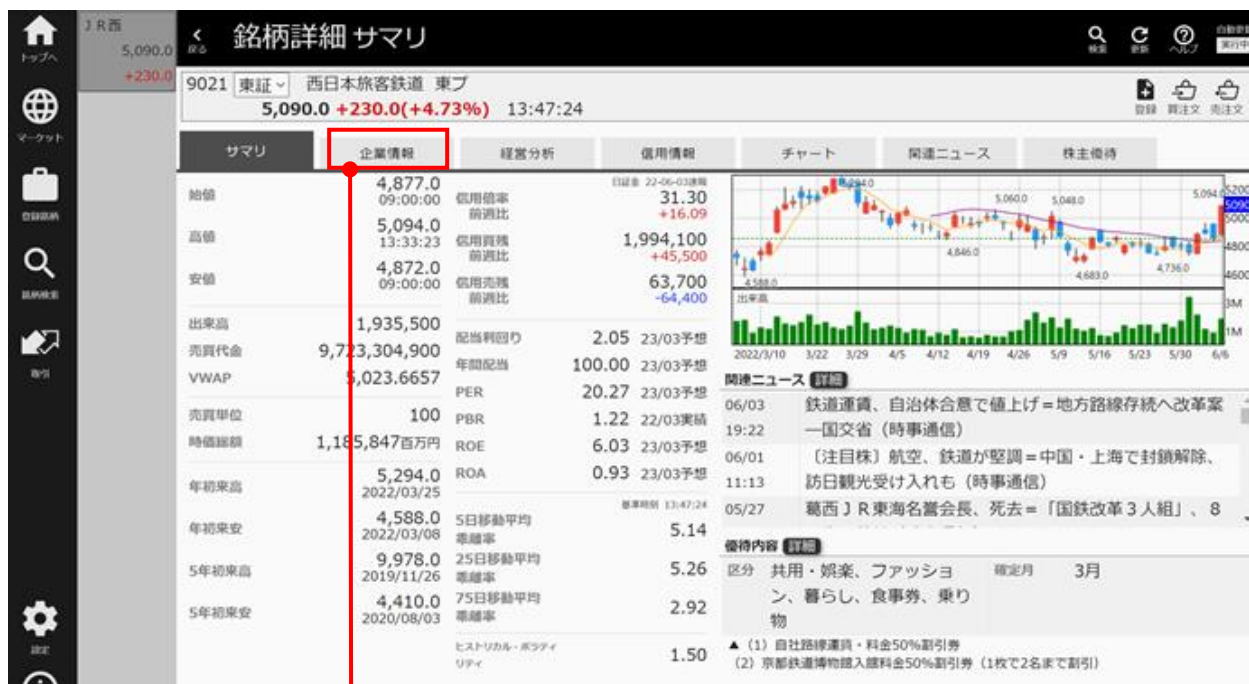 トップへ
マーケット
登録銘柄
銘柄検索
取引
設定
JR西
5,090.0
+230.0
戻る
銘柄詳細 サマリ
検索
更新
ヘルプ
自動更新
実行中
9021 東証 西日本旅客鉄道 東プ
5,090.0 +230.0(+4.73%) 13:47:24
登録
買注文
売注文
サマリ
企業情報
経営分析
信用情報
チャート
関連ニュース
株主優待
始値 4,877.0
09:00:00
高値 5,094.0
13:33:23
安値 4,872.0
09:00:00
出来高 1,935,500
売買代金 9,723,304,900
VWAP 5,023.6657
売買単位 100
時価総額 1,185,847百万円
年初来高 5,294.0
2022/03/25
年初来安 4,588.0
2022/03/08
5年初来高 9,978.0
2019/11/26
5年初来安 4,410.0
2020/08/03
日証金 22-06-03速報
信用倍率 31.30
前週比 +16.09
信用買残 1,994,100
前週比 +45,500
信用売残 63,700
前週比 -64,400
配当利回り 2.05 23/03予想
年間配当 100.00 23/03予想
PER 20.27 23/03予想
PBR 1.22 22/03実績
ROE 6.03 23/03予想
ROA 0.93 23/03予想
基準時刻 13:47:24
5日移動平均
乖離率 5.14
25日移動平均
乖離率 5.26
75日移動平均
乖離率 2.92
ヒストリカル・ボラティ
リティ 1.50
5,294.0
5,060.0
5,048.0
5,094.0
4,846.0
4,683.0
4,736.0
4,588.0
5200
5090
5000
4800
4600
出来高
3M
1M
2022/3/10 3/22 3/29 4/5 4/12 4/19 4/26 5/9 5/16 5/23 5/30 6/6
関連ニュース 詳細
06/03 鉄道運賃、自治体合意で値上げ＝地方路線存続へ改革案
19:22 ―国交省（時事通信）
06/01 〔注目株〕航空、鉄道が堅調＝中国・上海で封鎖解除、
11:13 訪日観光受け入れも（時事通信）
05/27 葛西ＪＲ東海名誉会長、死去＝「国鉄改革３人組」、８
優待内容 詳細
区分 共用・娯楽、ファッショ 確定月 3月
ン、暮らし、食事券、乗り
物
▲（1）自社路線運賃・料金50%割引券
（2）京都鉄道博物館入館料金50%割引券（1枚で2名まで割引）